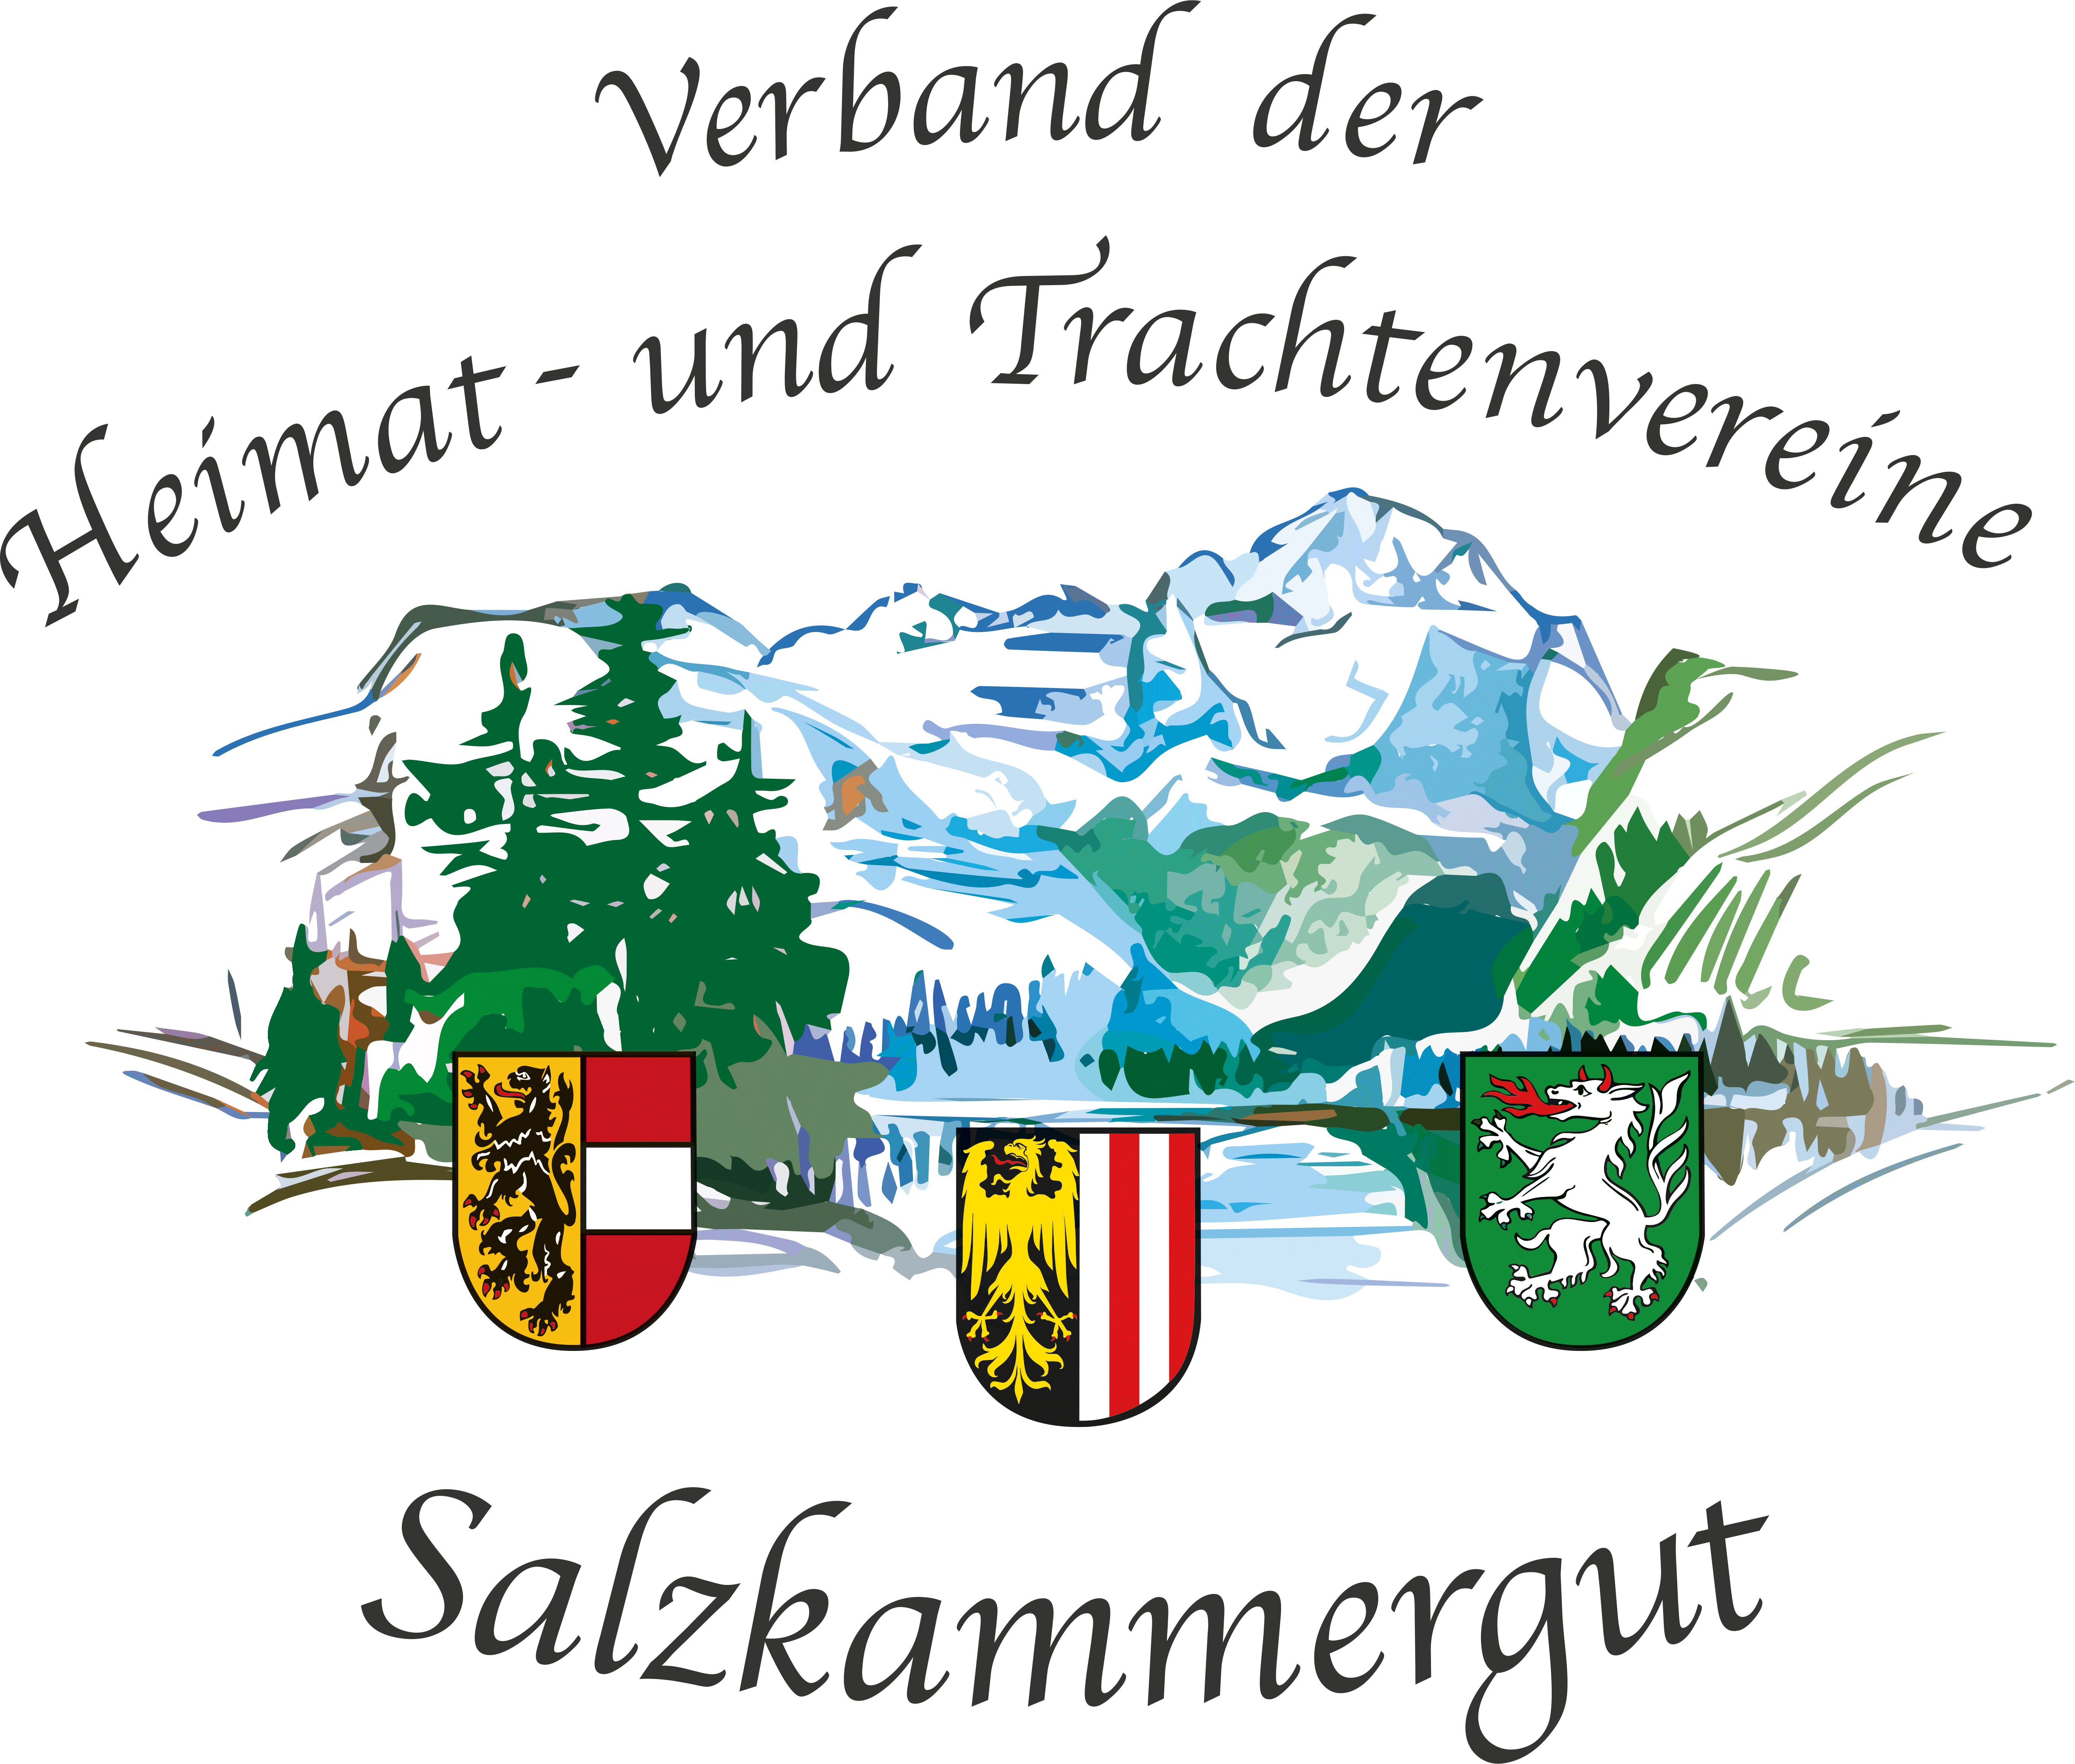 Verband der
Heimat- und Trachtenvereine
Salzkammergut